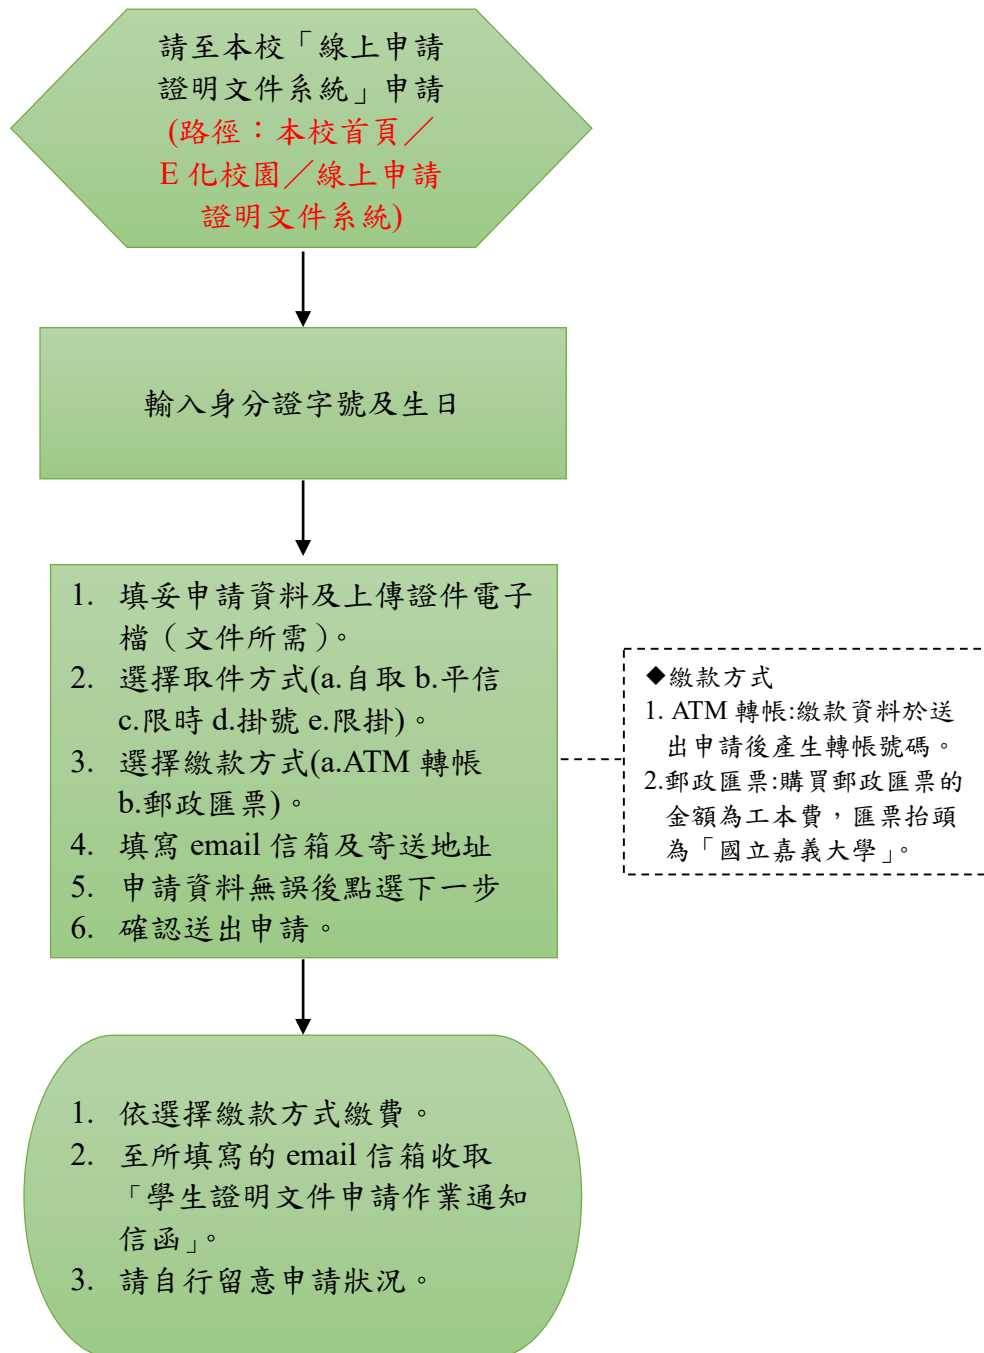 請至本校「線上申請
證明文件系統」申請
(路徑：本校首頁／
E 化校園／線上申請
證明文件系統)
輸入身分證字號及生日
1. 填妥申請資料及上傳證件電子
檔（文件所需）。
2. 選擇取件方式(a.自取 b.平信
c.限時 d.掛號 e.限掛)。
3. 選擇繳款方式(a.ATM 轉帳
b.郵政匯票)。
4. 填寫 email 信箱及寄送地址
5. 申請資料無誤後點選下一步
6. 確認送出申請。
◆繳款方式
1. ATM 轉帳:繳款資料於送
出申請後產生轉帳號碼。
2.郵政匯票:購買郵政匯票的
金額為工本費，匯票抬頭
為「國立嘉義大學」。
1. 依選擇繳款方式繳費。
2. 至所填寫的 email 信箱收取
「學生證明文件申請作業通知
信函」。
3. 請自行留意申請狀況。